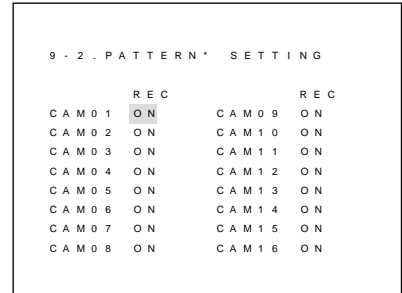 9-2.PATTERN* SETTING
REC REC
CAM01 ON CAM09 ON
CAM02 ON CAM10 ON
CAM03 ON CAM11 ON
CAM04 ON CAM12 ON
CAM05 ON CAM13 ON
CAM06 ON CAM14 ON
CAM07 ON CAM15 ON
CAM08 ON CAM16 ON